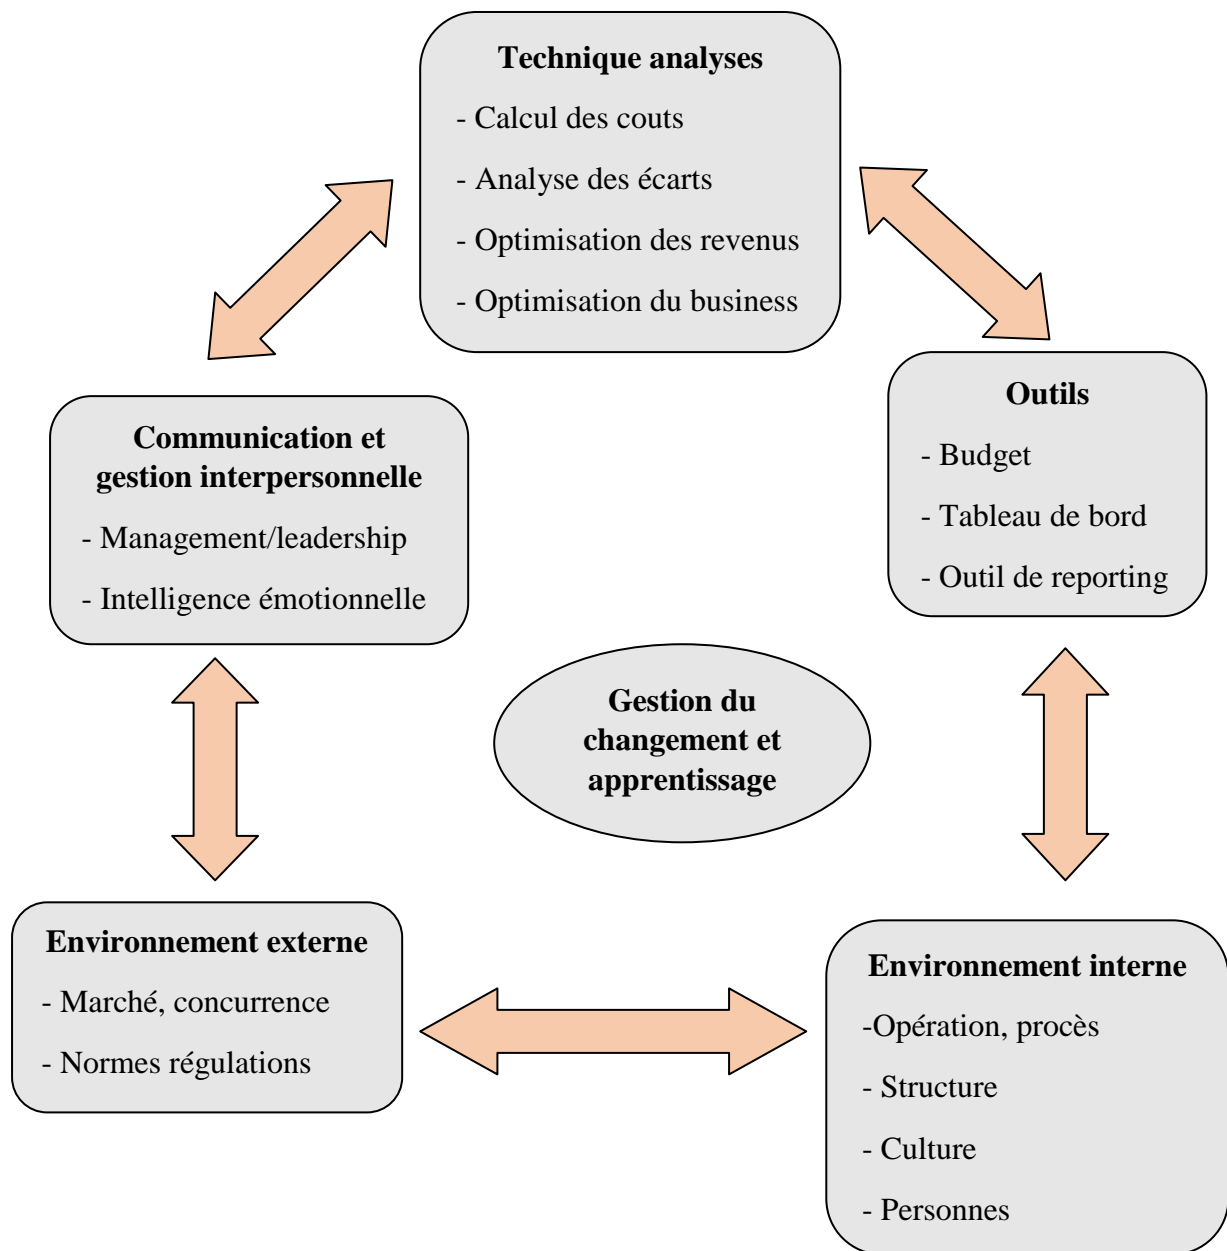 Technique analyses
- Calcul des couts
- Analyse des écarts
- Optimisation des revenus
- Optimisation du business
Communication et
gestion interpersonnelle
- Management/leadership
- Intelligence émotionnelle
Outils
- Budget
- Tableau de bord
- Outil de reporting
Gestion du
changement et
apprentissage
Environnement externe
- Marché, concurrence
- Normes régulations
Environnement interne
-Opération, procès
- Structure
- Culture
- Personnes